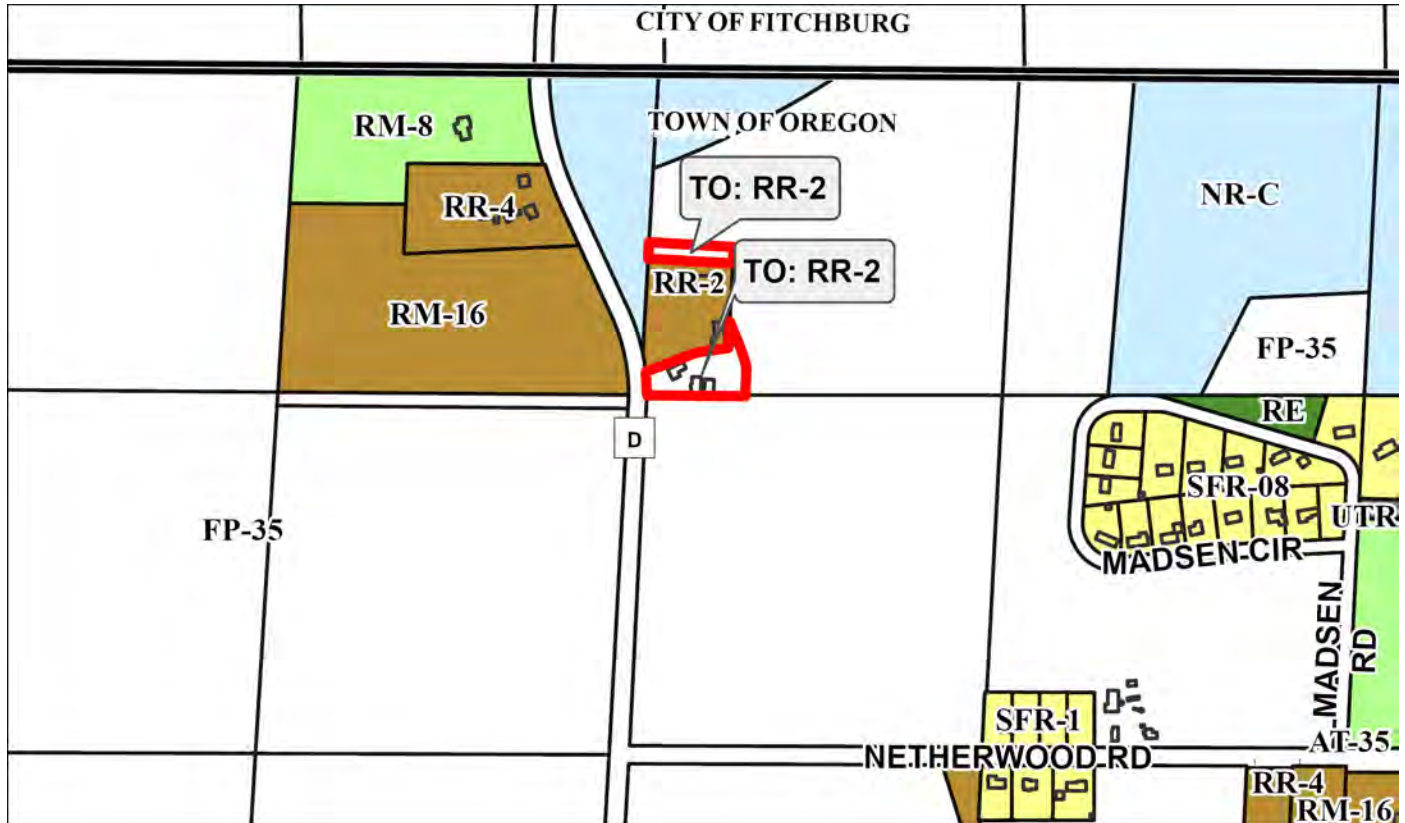 CITY OF FITCHBURG
RM-8
TOWN OF OREGON
TO: RR-2
NR-C
RR-4
TO: RR-2
RR-2
RM-16
FP-35
RE
D
SFR-08
UTR
FP-35
MADSEN CIR
MADSEN RD
SFR-1
AT-35
NETHERWOOD RD
RR-4
RM-16